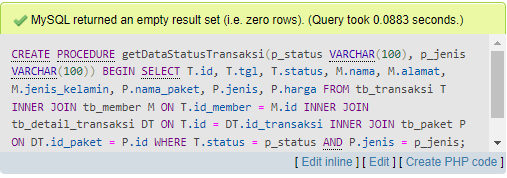 MySQL returned an empty result set (i.e. zero rows). (Query took 0.0883 seconds.)
CREATE PROCEDURE getDataStatusTransaksi(p_status VARCHAR(100), p_jenis
VARCHAR(100)) BEGIN SELECT T.id, T.tgl, T.status, M.nama, M.alamat,
M.jenis_kelamin, P.nama_paket, P.jenis, P.harga FROM tb_transaksi T
INNER JOIN tb_member M ON T.id_member = M.id INNER JOIN
tb_detail_transaksi DT ON T.id = DT.id_transaksi INNER JOIN tb_paket P
ON DT.id_paket = P.id WHERE T.status = p_status AND P.jenis = p_jenis;
[ Edit inline ] [ Edit ] [ Create PHP code ]